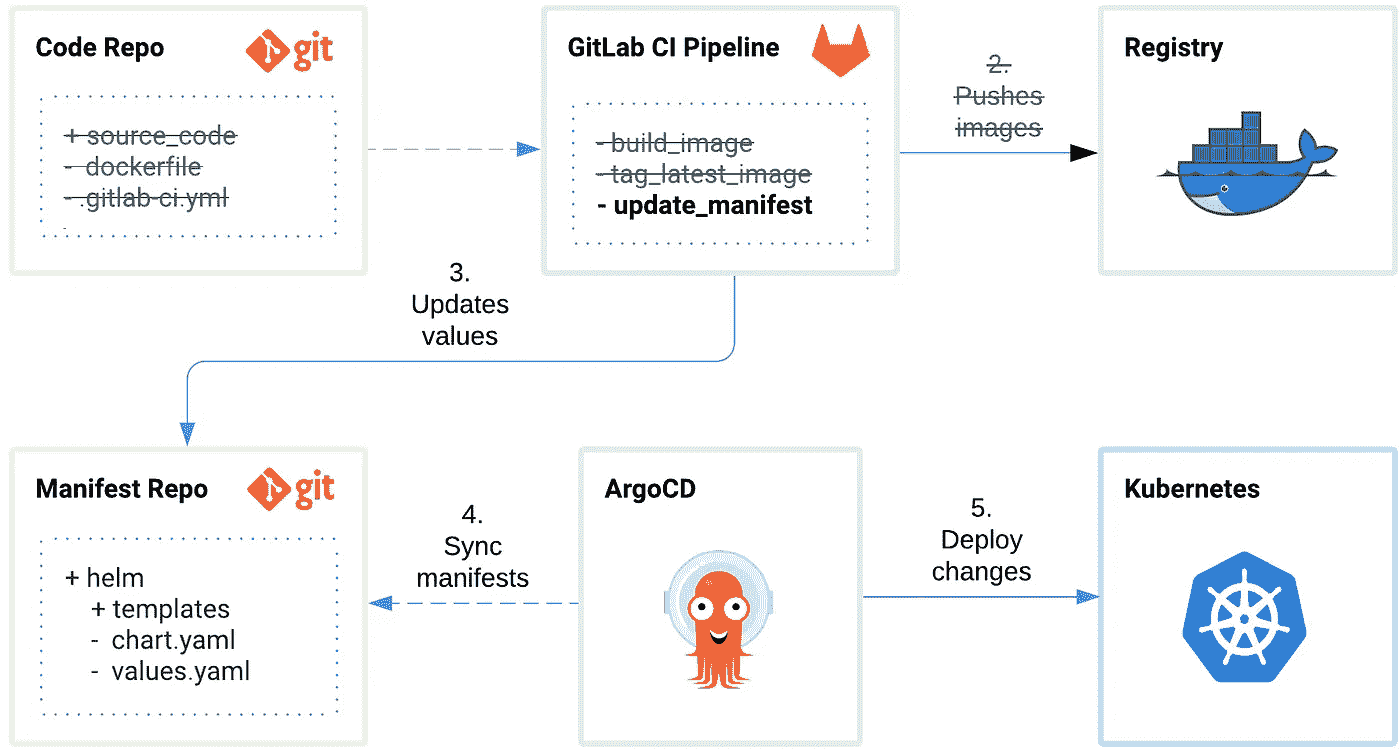 Code Repo
git
+ source_code
- dockerfile
- .gitlab-ci.yml
GitLab CI Pipeline
- build_image
- tag_latest_image
- update_manifest
2.
Pushes
images
Registry
3.
Updates
values
Manifest Repo
git
+ helm
+ templates
- chart.yaml
- values.yaml
4.
Sync
manifests
ArgoCD
5.
Deploy
changes
Kubernetes